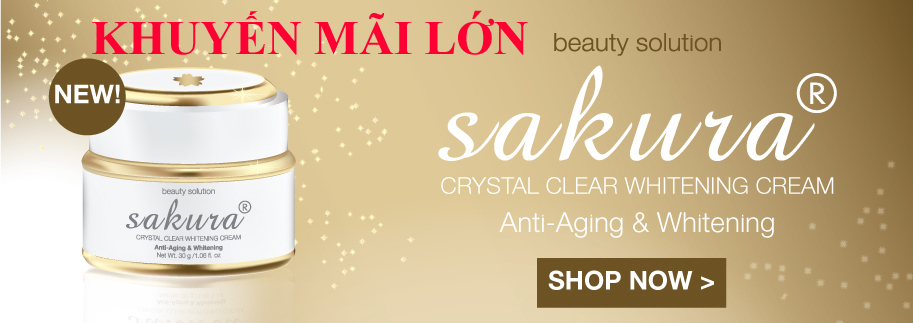 KHUYẾN MÃI LỚN
beauty solution
NEW!
sakura®
CRYSTAL CLEAR WHITENING CREAM
Anti-Aging & Whitening
SHOP NOW >
beauty solution
sakura®
CRYSTAL CLEAR WHITENING CREAM
Anti-Aging & Whitening
Net Wt. 30 g /1.06 fl. oz